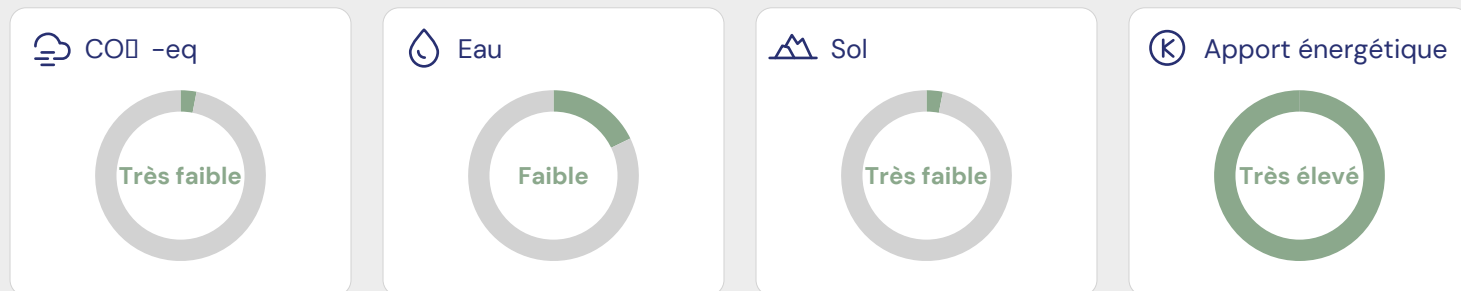 CO▯ -eq
Très faible
Eau
Faible
Sol
Très faible
Apport énergétique
Très élevé